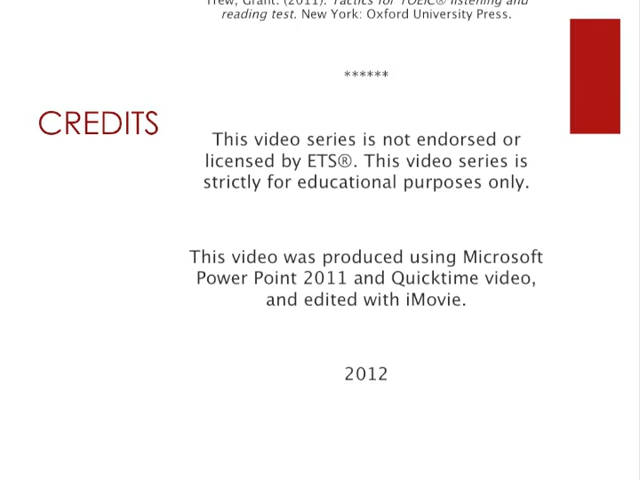 Trew, Grant. (2011). Tactics for TOEIC® listening and
reading test. New York: Oxford University Press.
******
CREDITS
This video series is not endorsed or
licensed by ETS®. This video series is
strictly for educational purposes only.
This video was produced using Microsoft
Power Point 2011 and Quicktime video,
and edited with iMovie.
2012